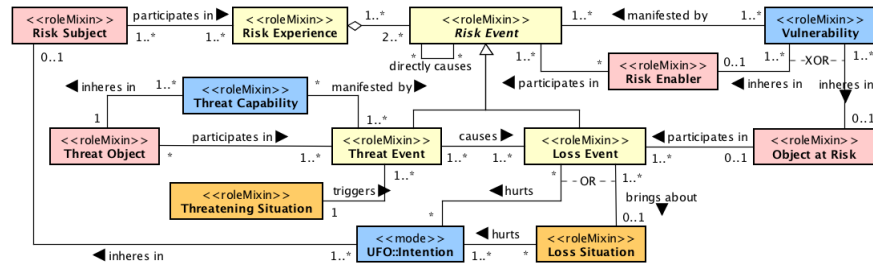 <<roleMixin>> participates in <<roleMixin>> 1..* <<roleMixin>> 1..* manifested by 1..* <<roleMixin>>
Risk Subject 1..* 1..* Risk Experience 2..* Risk Event Vulnerability
0..1 * * directly causes 1..* * <<roleMixin>> 0..1 1..* XOR 1..*
inheres in 1..* <<roleMixin>> * manifested by participates in Risk Enabler inheres in inheres in
Threat Capability
1 1..* 0..1
<<roleMixin>> participates in <<roleMixin>> causes <<roleMixin>> participates in <<roleMixin>>
Threat Object * 1..* Threat Event 1..* 1..* Loss Event 1..* 0..1 Object at Risk
1..* * OR 1..*
<<roleMixin>> triggers hurts brings about
Threatening Situation 1 * 0..1
<<mode>> hurts <<roleMixin>>
inheres in 1..* UFO::Intention 1..* * Loss Situation